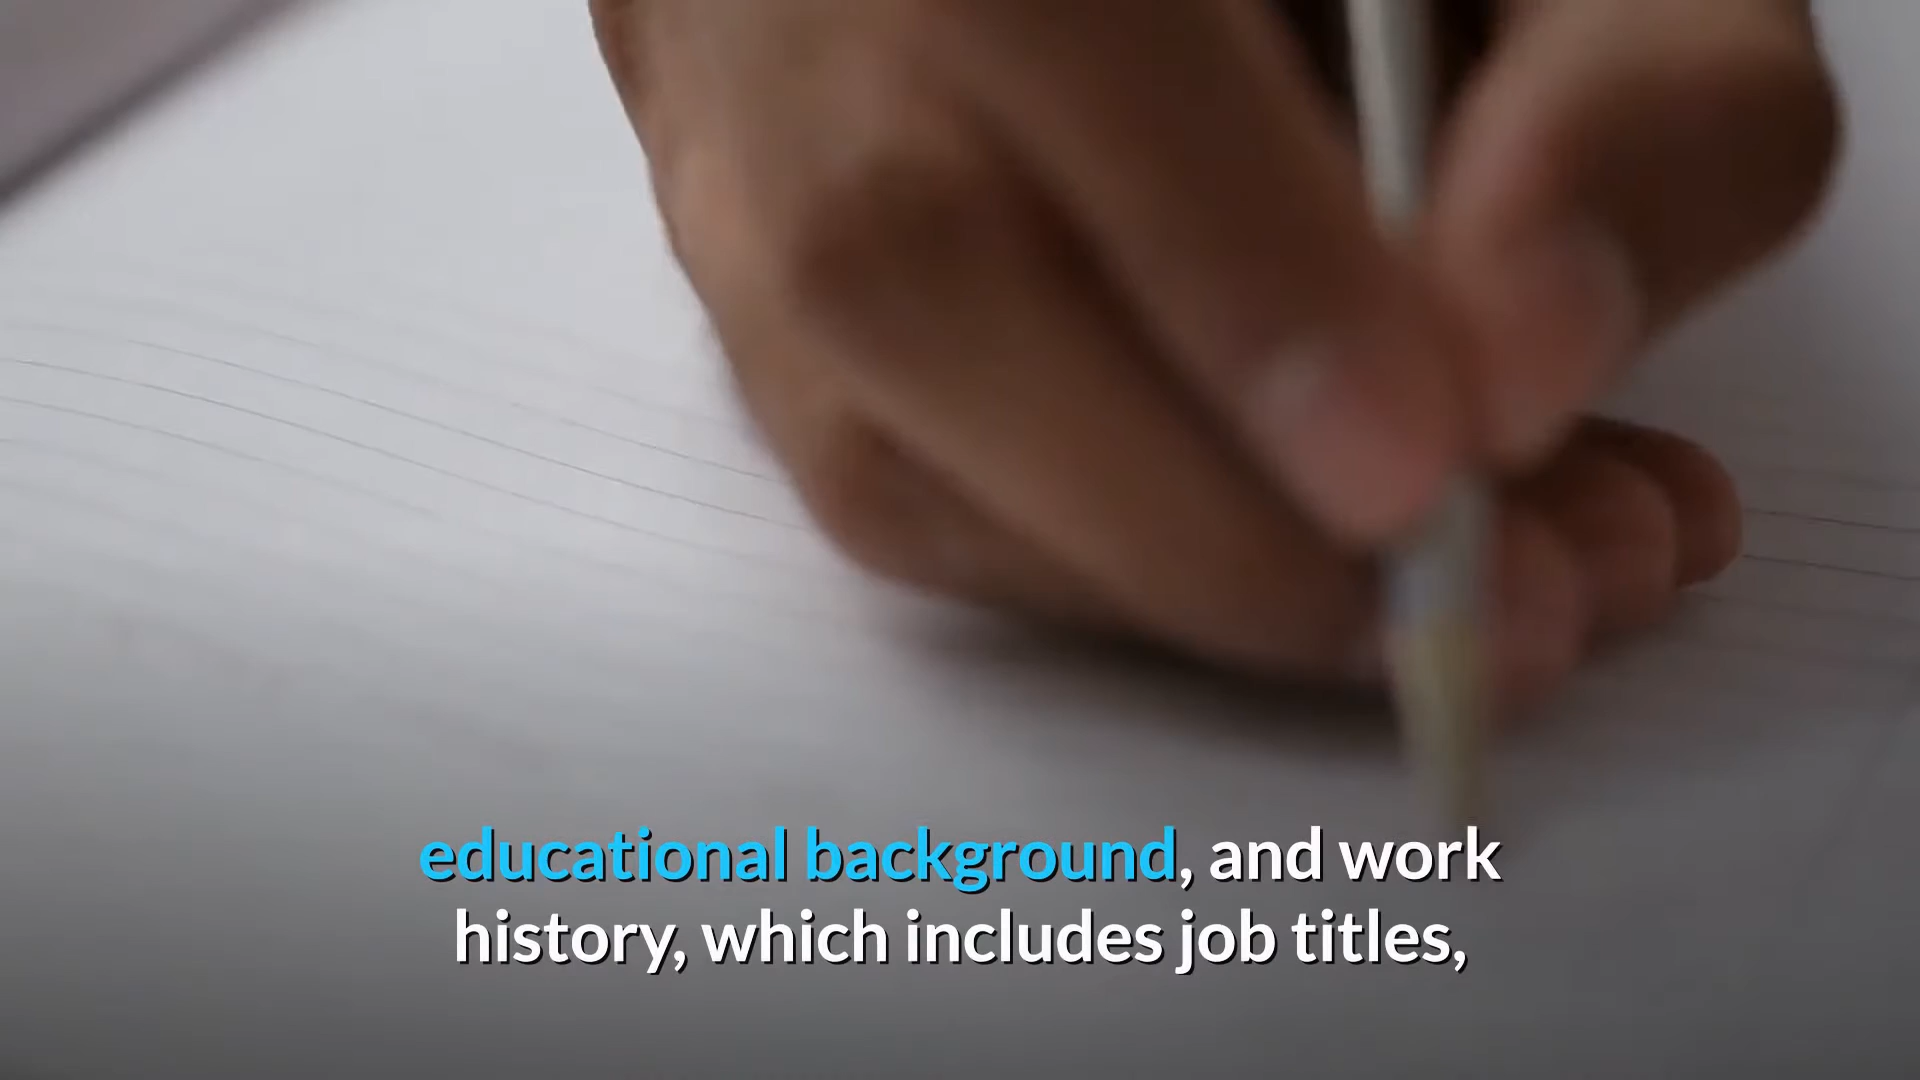 educational background, and work
history, which includes job titles,